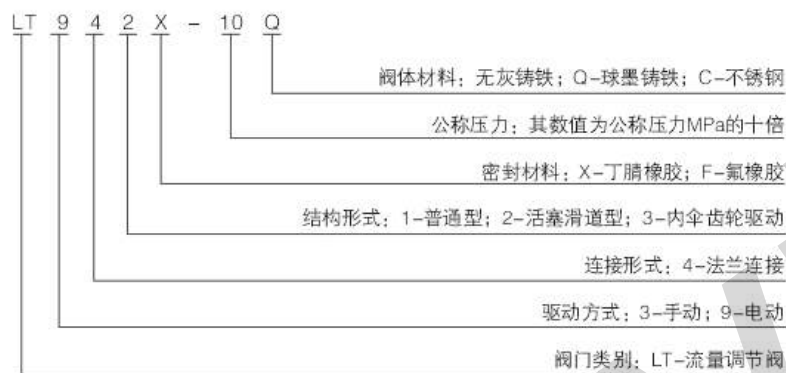 LT 9 4 2 X - 10 Q
阀体材料；无灰铸铁；Q-球墨铸铁；C-不锈钢
公称压力；其数值为公称压力MPa的十倍
密封材料；X-丁腈橡胶；F-氟橡胶
结构形式；1-普通型；2-活塞滑道型；3-内伞齿轮驱动
连接形式；4-法兰连接
驱动方式；3-手动；9-电动
阀门类别；LT-流量调节阀